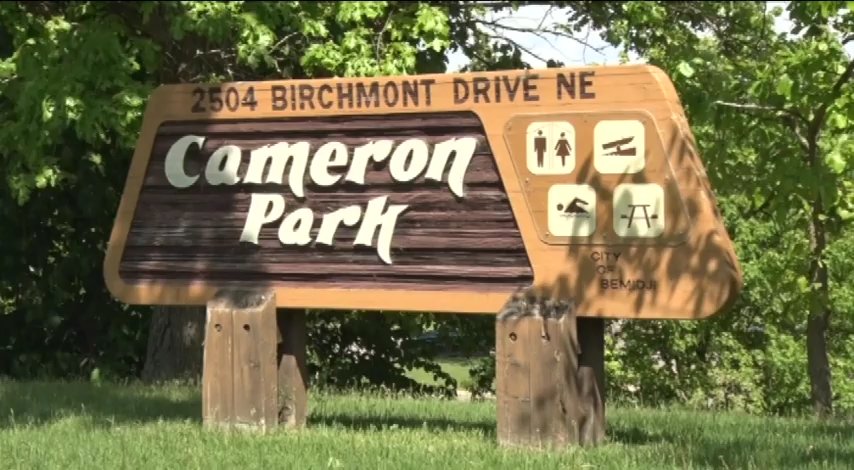 2504 BIRCHMONT DRIVE NE
Cameron
Park
CITY
OF
BEMIDJI